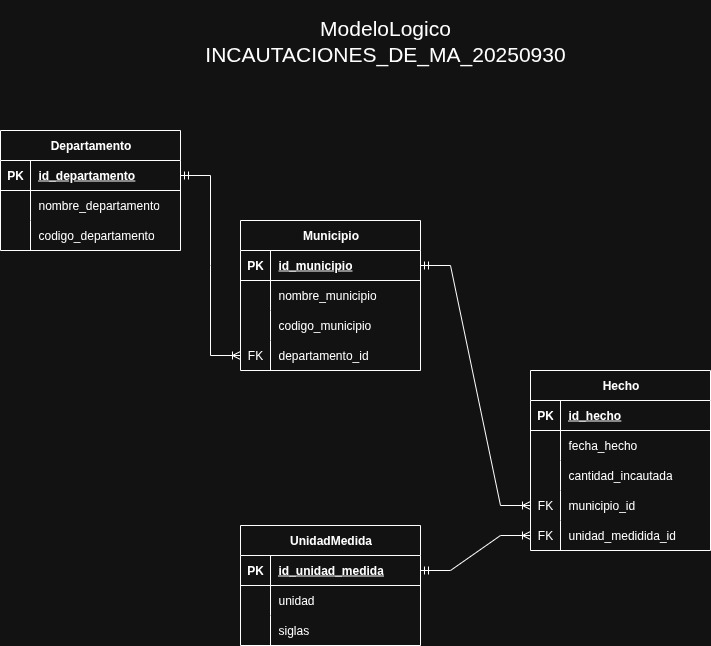 ModeloLogico
INCAUTACIONES_DE_MA_20250930
Departamento
PK id_departamento
nombre_departamento
codigo_departamento
Municipio
PK id_municipio
nombre_municipio
codigo_municipio
FK departamento_id
Hecho
PK id_hecho
fecha_hecho
cantidad_incautada
FK municipio_id
FK unidad_medidida_id
UnidadMedida
PK id_unidad_medida
unidad
siglas